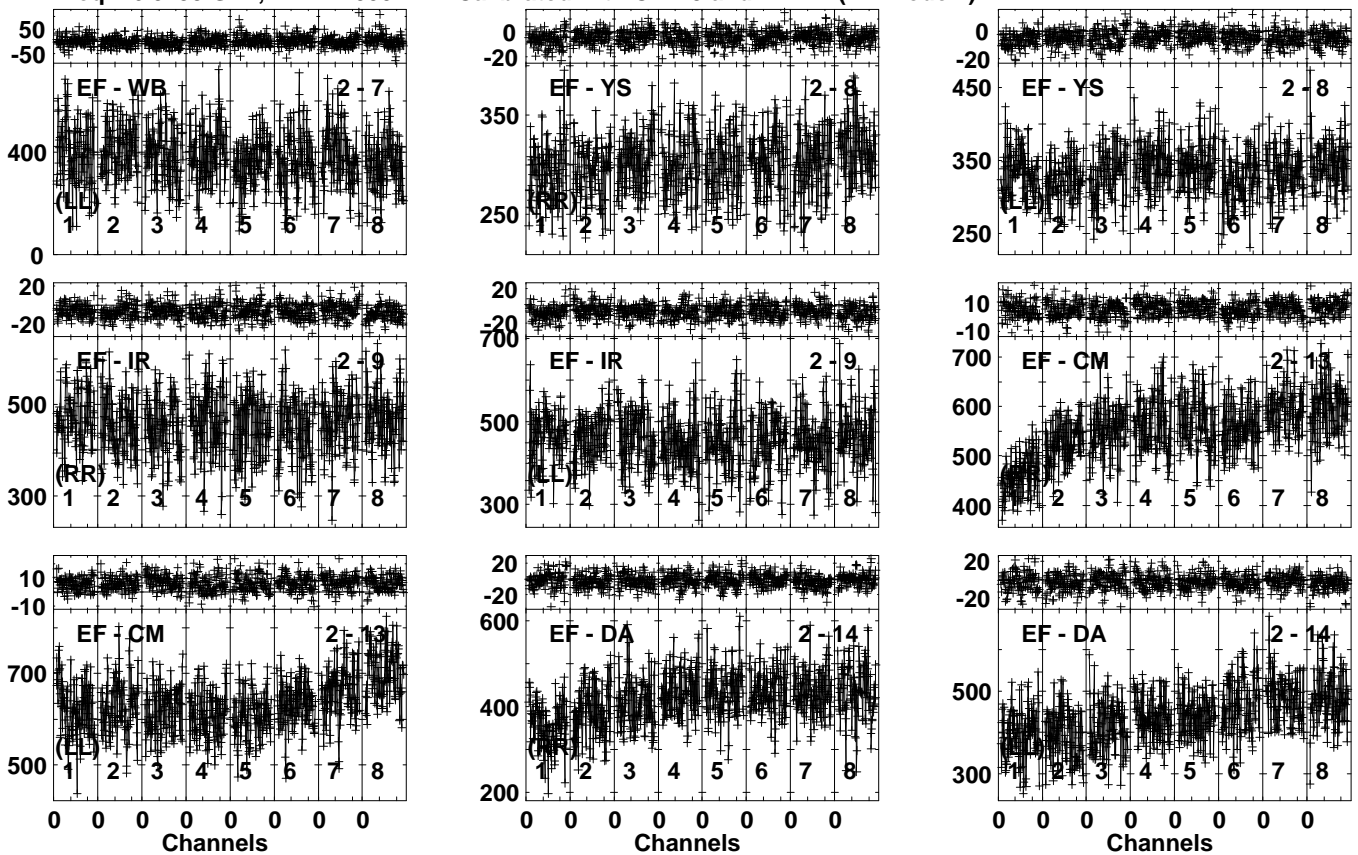 50 0 0
-50 -20 -20
EF - WB 2 - 7 EF - YS 2 - 8 EF - YS 2 - 8
400 350 450
(LL) (RR) 350
250 (LL)
1 2 3 4 5 6 7 8 1 2 3 4 5 6 7 8 1 2 3 4 5 6 7 8
0 250
20 20 10
-20 -20 -10
EF - IR 2 - 9 EF - IR 2 - 9 EF - CM 2 - 13
700 700
500 500 600
(RR) (LL) 500
300 300 400
1 2 3 4 5 6 7 8 1 2 3 4 5 6 7 8 2 3 4 5 6 7 8
10 20 20
-10 -20 -20
EF - CM 2 - 13 EF - DA 2 - 14 EF - DA 2 - 14
700 600 500
(LL) 400 (LL)
500 (RR) 300
200
1 2 3 4 5 6 7 8 1 2 3 4 5 6 7 8 1 2 3 4 5 6 7 8
0 0 0 0 0 0 0 0 0 0 0 0 0 0 0 0 0 0 0 0 0 0 0 0
Channels Channels Channels